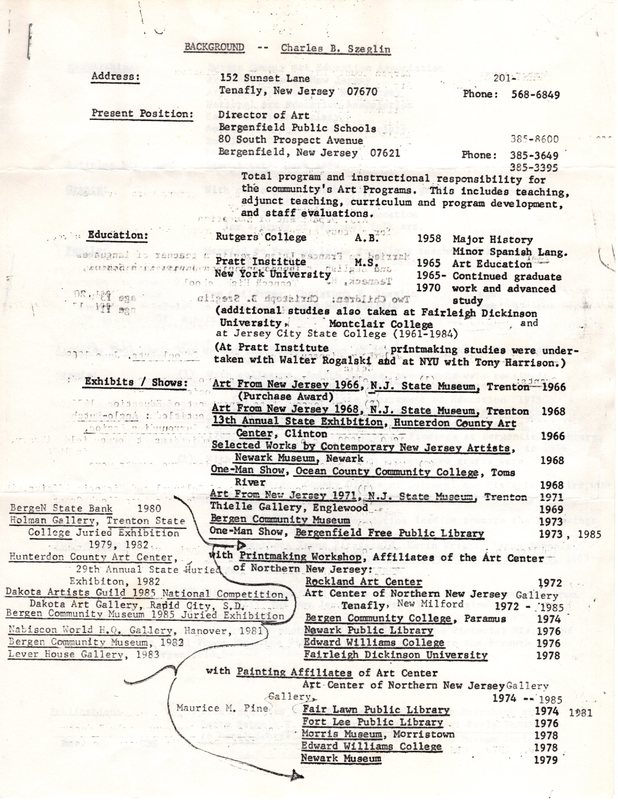 BACKGROUND -- Charles B. Szeglin
Address: 152 Sunset Lane 201-
Tenafly, New Jersey 07670 Phone: 568-6849
Present Position: Director of Art
Bergenfield Public Schools
80 South Prospect Avenue 385-8600
Bergenfield, New Jersey 07621 Phone: 385-3649
385-3395
Total program and instructional responsibility for
the community's Art Programs. This includes teaching,
adjunct teaching, curriculum and program development,
and staff evaluations.
Education: Rutgers College A.B. 1958 Major History
Minor Spanish Lang.
Pratt Institute M.S. 1965 Art Education
New York University 1965- Continued graduate
1970 work and advanced
study
(additional studies also taken at Fairleigh Dickinson
University, Montclair College and
at Jersey City State College (1961-1984)
(At Pratt Institute printmaking studies were under-
taken with Walter Rogalski and at NYU with Tony Harrison.)
Exhibits / Shows: Art From New Jersey 1966, N.J. State Museum, Trenton 1966
(Purchase Award)
Art From New Jersey 1968, N.J. State Museum, Trenton 1968
13th Annual State Exhibition, Hunterdon County Art
Center, Clinton 1966
Selected Works by Contemporary New Jersey Artists,
Newark Museum, Newark 1968
One-Man Show, Ocean County Community College, Toms
River 1968
Art From New Jersey 1971, N.J. State Museum, Trenton 1971
Thielle Gallery, Englewood 1969
Bergen Community Museum 1973
One-Man Show, Bergenfield Free Public Library 1973, 1985
BergeN State Bank 1980
Holman Gallery, Trenton State
College Juried Exhibition
1979, 1982
Hunterdon County Art Center,
29th Annual State Juried
Exhibiton, 1982
Dakota Artists Guild 1985 National Competition,
Dakota Art Gallery, Rapid City, S.D.
Bergen Community Museum 1985 Juried Exhibition
Nabiscon World H.Q. Gallery, Hanover, 1981)
Bergen Community Museum, 1982
Lever House Gallery, 1983
with Printmaking Workshop, Affiliates of the Art Center
of Northern New Jersey:
Rockland Art Center 1972
Art Center of Northern New Jersey Gallery
Tenafly, New Milford 1972 - 1985
Bergen Community College, Paramus 1974
Newark Public Library 1976
Edward Williams College 1976
Fairleigh Dickinson University 1978
with Painting Affiliates of Art Center
Art Center of Northern New Jersey Gallery
Gallery, 1974 -- 1985
Maurice M. Pine Fair Lawn Public Library 1974 1981
Fort Lee Public Library 1976
Morris Museum, Morristown 1978
Edward Williams College 1978
Newark Museum 1979